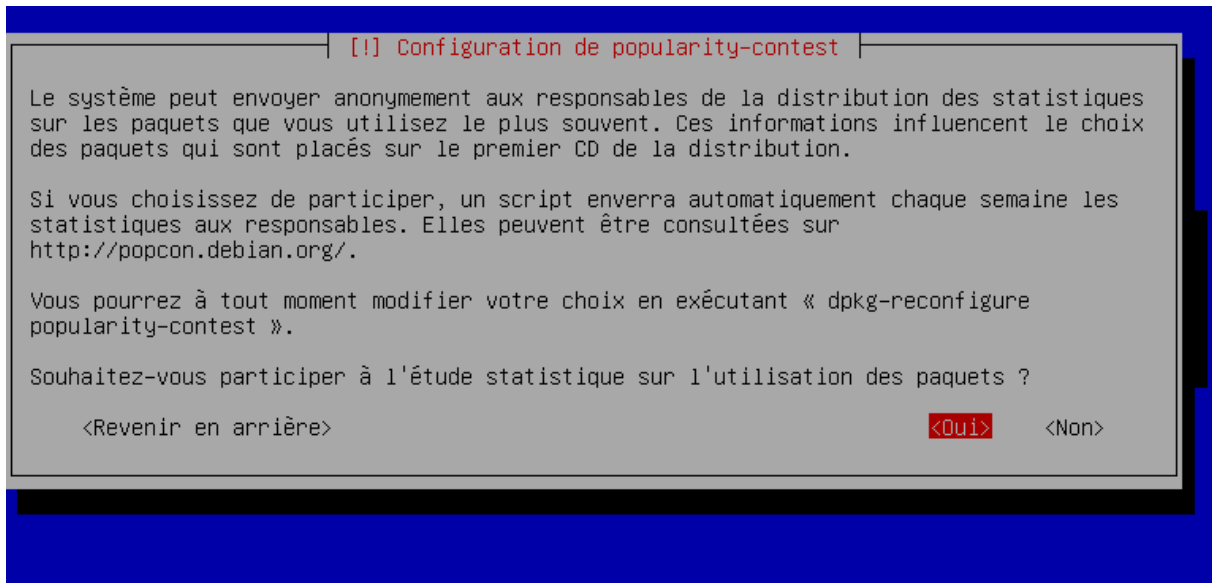 [!] Configuration de popularity-contest
Le système peut envoyer anonymement aux responsables de la distribution des statistiques
sur les paquets que vous utilisez le plus souvent. Ces informations influencent le choix
des paquets qui sont placés sur le premier CD de la distribution.
Si vous choisissez de participer, un script enverra automatiquement chaque semaine les
statistiques aux responsables. Elles peuvent être consultées sur
http://popcon.debian.org/.
Vous pourrez à tout moment modifier votre choix en exécutant « dpkg-reconfigure
popularity-contest ».
Souhaitez-vous participer à l'étude statistique sur l'utilisation des paquets ?
<Revenir en arrière> <Oui> <Non>